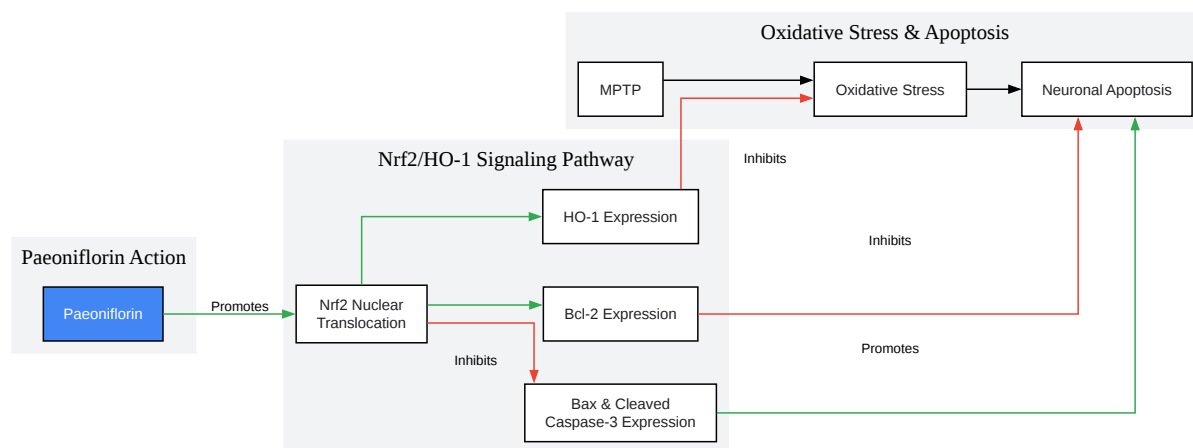 Oxidative Stress & Apoptosis
MPTP
Oxidative Stress
Neuronal Apoptosis
Inhibits
Nrf2/HO-1 Signaling Pathway
HO-1 Expression
Inhibits
Paeoniflorin Action
Paeoniflorin
Promotes
Nrf2 Nuclear
Translocation
Bcl-2 Expression
Inhibits
Promotes
Bax & Cleaved
Caspase-3 Expression